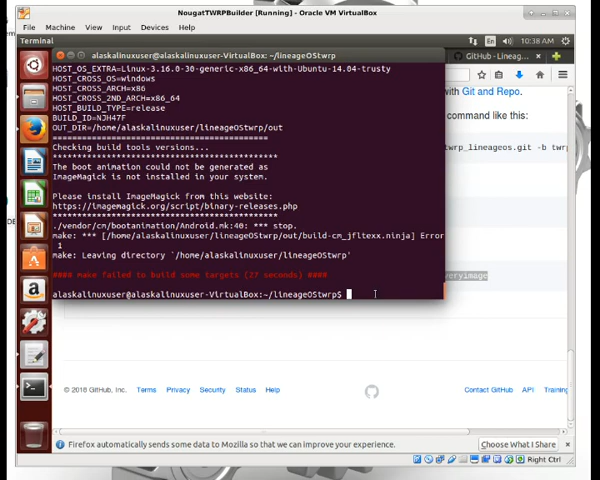 NougatTWRPBuilder [Running] - Oracle VM VirtualBox
File Machine View Input Devices Help
Terminal
En
10:38 AM
alaskalinuxuser@alaskalinuxuser-VirtualBox: ~/lineageOStwrp
GitHub - Lineag...
HOST_OS_EXTRA=Linux-3.16.0-30-generic-x86_64-with-Ubuntu-14.04-trusty
HOST_CROSS_OS=windows
HOST_CROSS_ARCH=x86
HOST_CROSS_2ND_ARCH=x86_64
HOST_BUILD_TYPE=release
BUILD_ID=NJH47F
OUT_DIR=/home/alaskalinuxuser/lineageOStwrp/out
============================================
Checking build tools versions...
**********************************************
The boot animation could not be generated as
ImageMagick is not installed in your system.
Please install ImageMagick from this website:
https://imagemagick.org/script/binary-releases.php
**********************************************
./vendor/cm/bootanimation/Android.mk:40: *** stop.
make: *** [/home/alaskalinuxuser/lineageOStwrp/out/build-cm_jfltexx.ninja] Error
1
make: Leaving directory `/home/alaskalinuxuser/lineageOStwrp'
#### make failed to build some targets (27 seconds) ####
alaskalinuxuser@alaskalinuxuser-VirtualBox:~/lineageOStwrp$
with Git and Repo.
command like this:
twrp_lineageos.git -b twrp
veryimage
© 2018 GitHub, Inc. Terms Privacy Security Status Help
Contact GitHub API Training
Firefox automatically sends some data to Mozilla so that we can improve your experience.
Choose What I Share
Right Ctrl